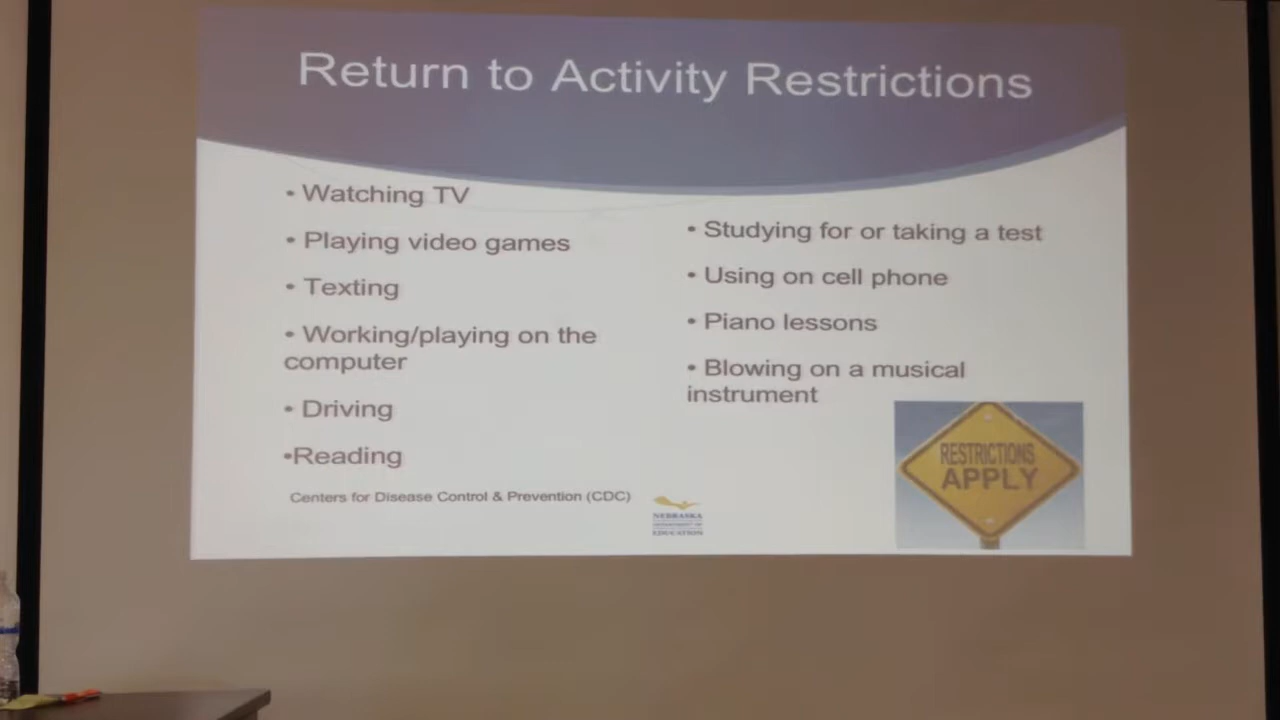 Return to Activity Restrictions
• Watching TV
• Playing video games
• Texting
• Working/playing on the
computer
• Driving
•Reading
Centers for Disease Control & Prevention (CDC)
• Studying for or taking a test
• Using on cell phone
• Piano lessons
• Blowing on a musical
instrument
NEBRASKA
DEPARTMENT OF
EDUCATION
RESTRICTIONS
APPLY